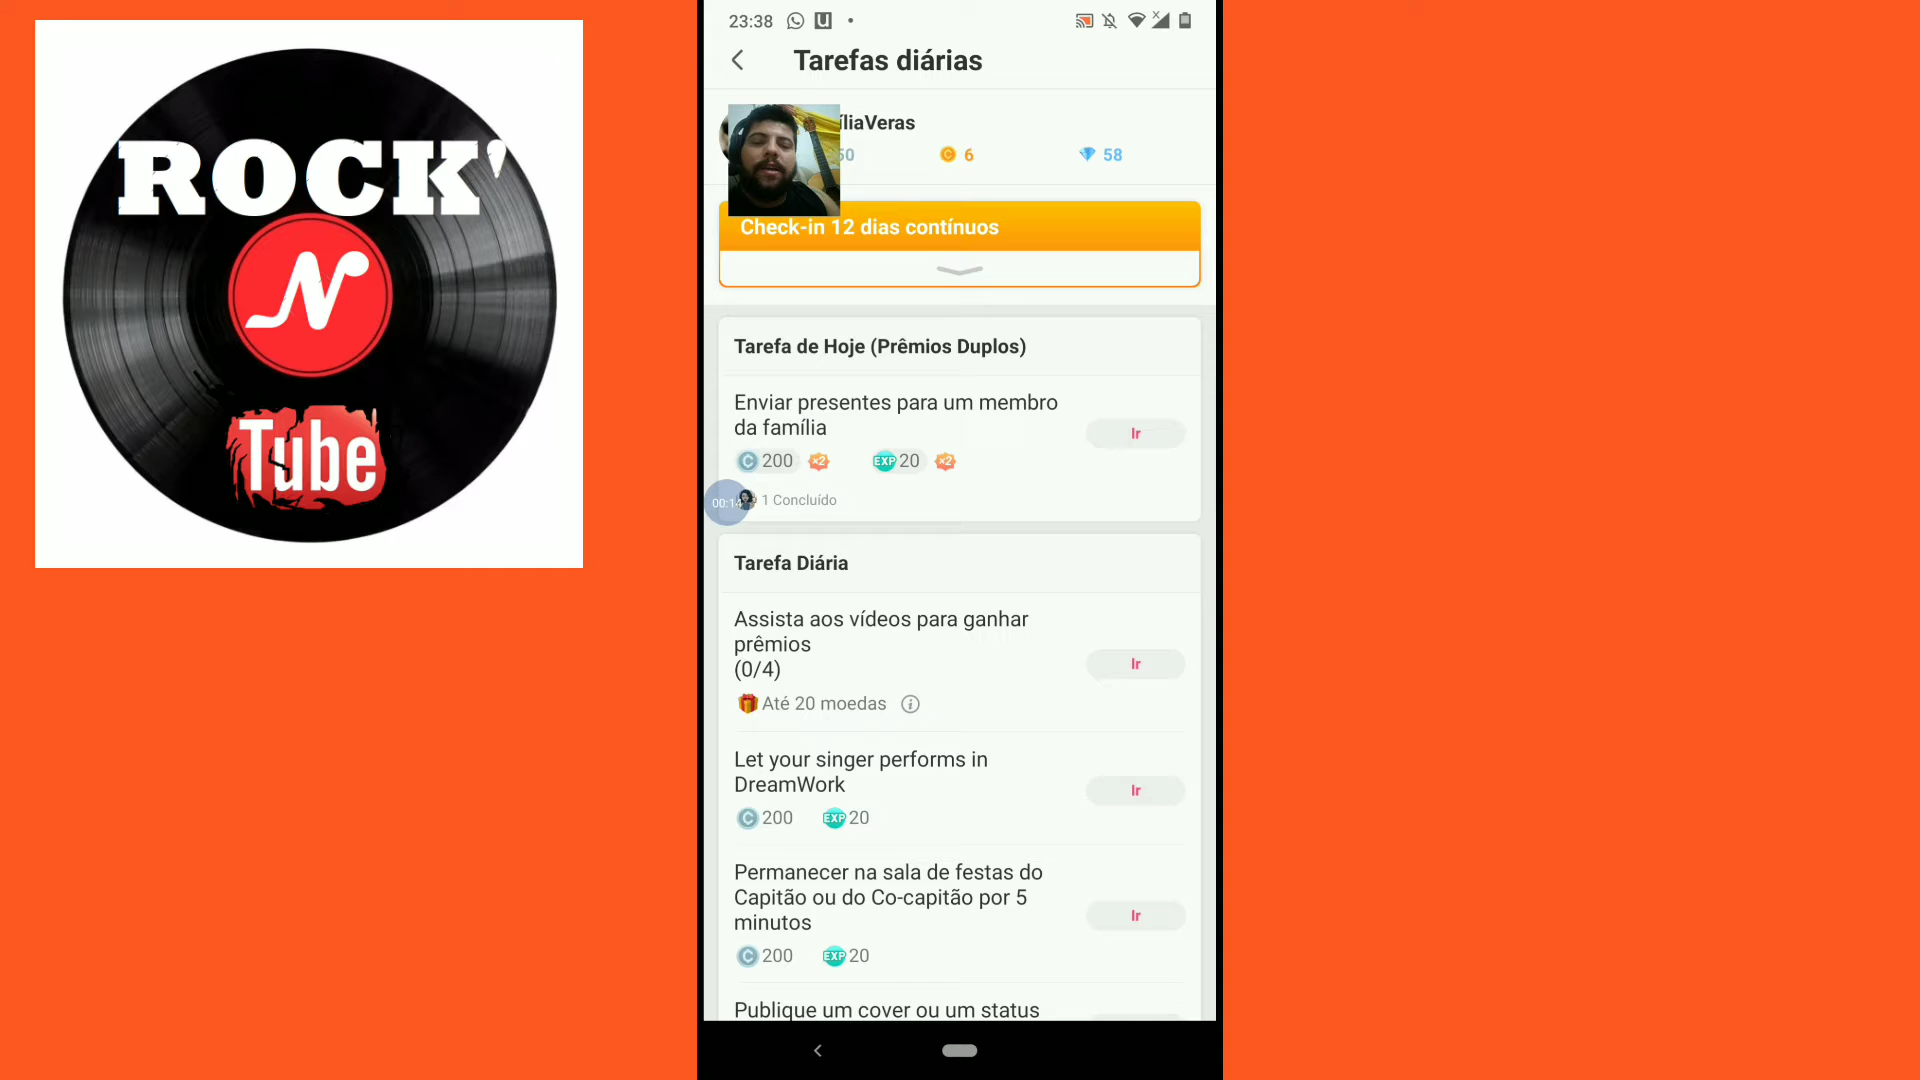 ROCK'
N
Tube
23:38
Tarefas diárias
íliaVeras
50
6
58
Check-in 12 dias contínuos
Tarefa de Hoje (Prêmios Duplos)
Enviar presentes para um membro
da família
Ir
C 200 x2 EXP 20 x2
00:14
1 Concluído
Tarefa Diária
Assista aos vídeos para ganhar
prêmios
(0/4)
Ir
Até 20 moedas
Let your singer performs in
DreamWork
Ir
C 200 EXP 20
Permanecer na sala de festas do
Capitão ou do Co-capitão por 5
minutos
Ir
C 200 EXP 20
Publique um cover ou um status